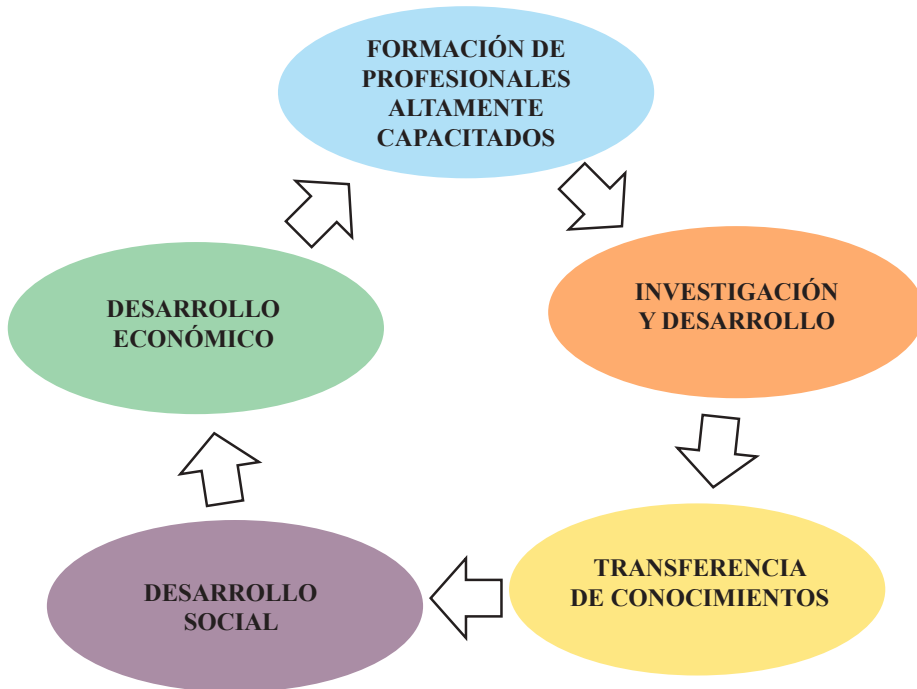 FORMACIÓN DE
PROFESIONALES
ALTAMENTE
CAPACITADOS
INVESTIGACIÓN
Y DESARROLLO
TRANSFERENCIA
DE CONOCIMIENTOS
DESARROLLO
SOCIAL
DESARROLLO
ECONÓMICO